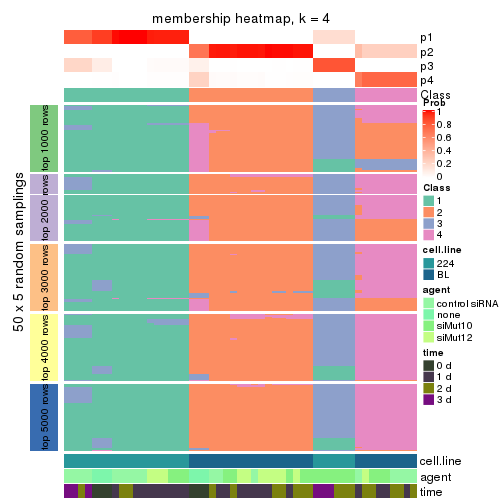 membership heatmap, k = 4
p1
p2
p3
p4
Class
Prob
1
0.8
0.6
0.4
0.2
0
Class
1
2
3
4
cell.line
224
BL
agent
control siRNA
none
siMut10
siMut12
time
0 d
1 d
2 d
3 d
50 x 5 random samplings
top 1000 rows
top 2000 rows
top 3000 rows
top 4000 rows
top 5000 rows
cell.line
agent
time